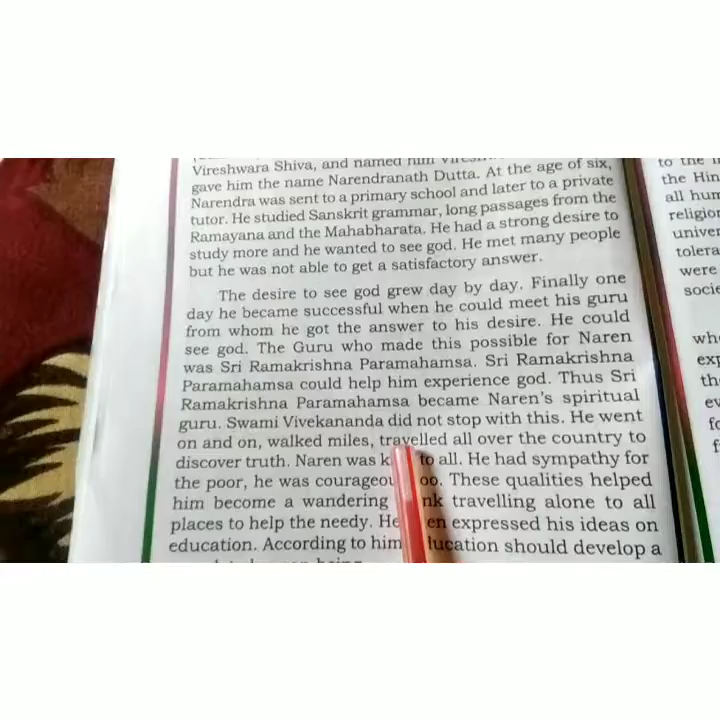 Vireshwara Shiva, and named him
gave him the name Narendranath Dutta. At the age of six,
Narendra was sent to a primary school and later to a private
tutor. He studied Sanskrit grammar, long passages from the
Ramayana and the Mahabharata. He had a strong desire to
study more and he wanted to see god. He met many people
but he was not able to get a satisfactory answer.
The desire to see god grew day by day. Finally one
day he became successful when he could meet his guru
from whom he got the answer to his desire. He could
see god. The Guru who made this possible for Naren
was Sri Ramakrishna Paramahamsa. Sri Ramakrishna
Paramahamsa could help him experience god. Thus Sri
Ramakrishna Paramahamsa became Naren's spiritual
guru. Swami Vivekananda did not stop with this. He went
on and on, walked miles, travelled all over the country to
discover truth. Naren was to all. He had sympathy for
the poor, he was These qualities helped
him become a wandering travelling alone to all
places to help the needy. expressed his ideas on
education. According to him should develop a
to the
the Hin
all hum
religio
univer
tolera
were
socie